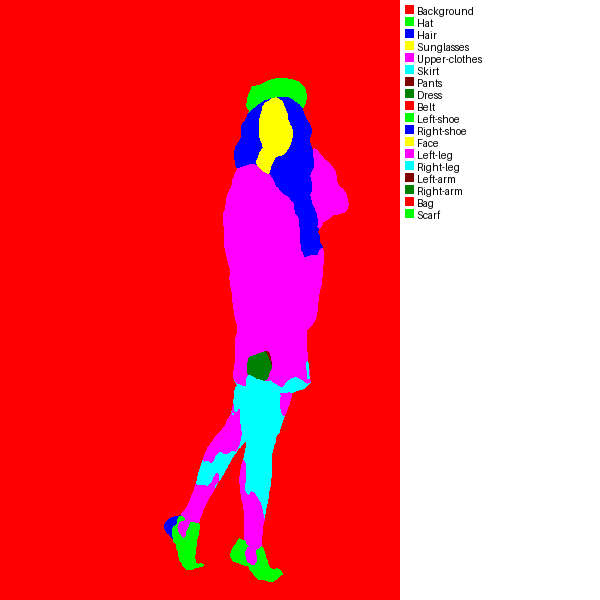 Background
Hat
Hair
Sunglasses
Upper-clothes
Skirt
Pants
Dress
Belt
Left-shoe
Right-shoe
Face
Left-leg
Right-leg
Left-arm
Right-arm
Bag
Scarf